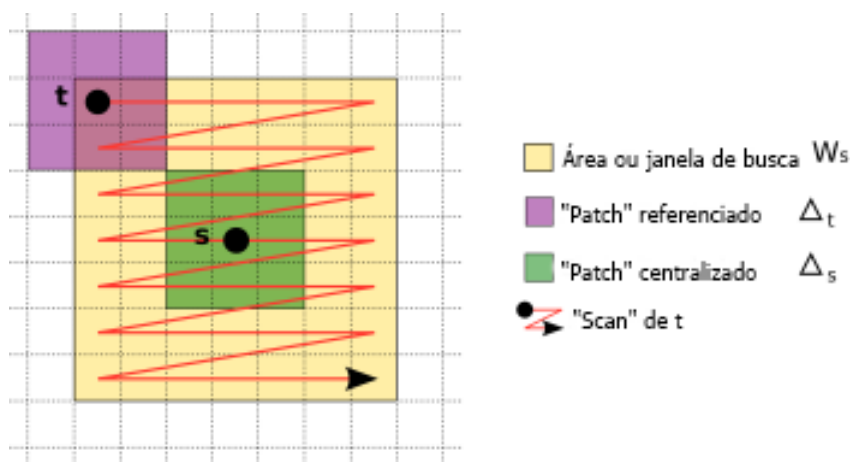 t
s
Área ou janela de busca Ws
"Patch" referenciado Δt
"Patch" centralizado Δs
"Scan" de t